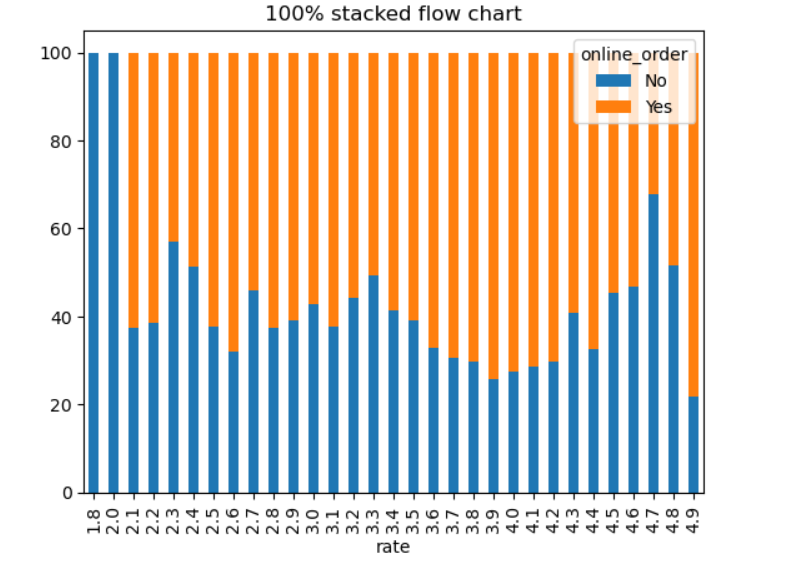 100% stacked flow chart
100
80
60
40
20
0
online_order
No
Yes
1.8 2.0 2.1 2.2 2.3 2.4 2.5 2.6 2.7 2.8 2.9 3.0 3.1 3.2 3.3 3.4 3.5 3.6 3.7 3.8 3.9 4.0 4.1 4.2 4.3 4.4 4.5 4.6 4.7 4.8 4.9
rate